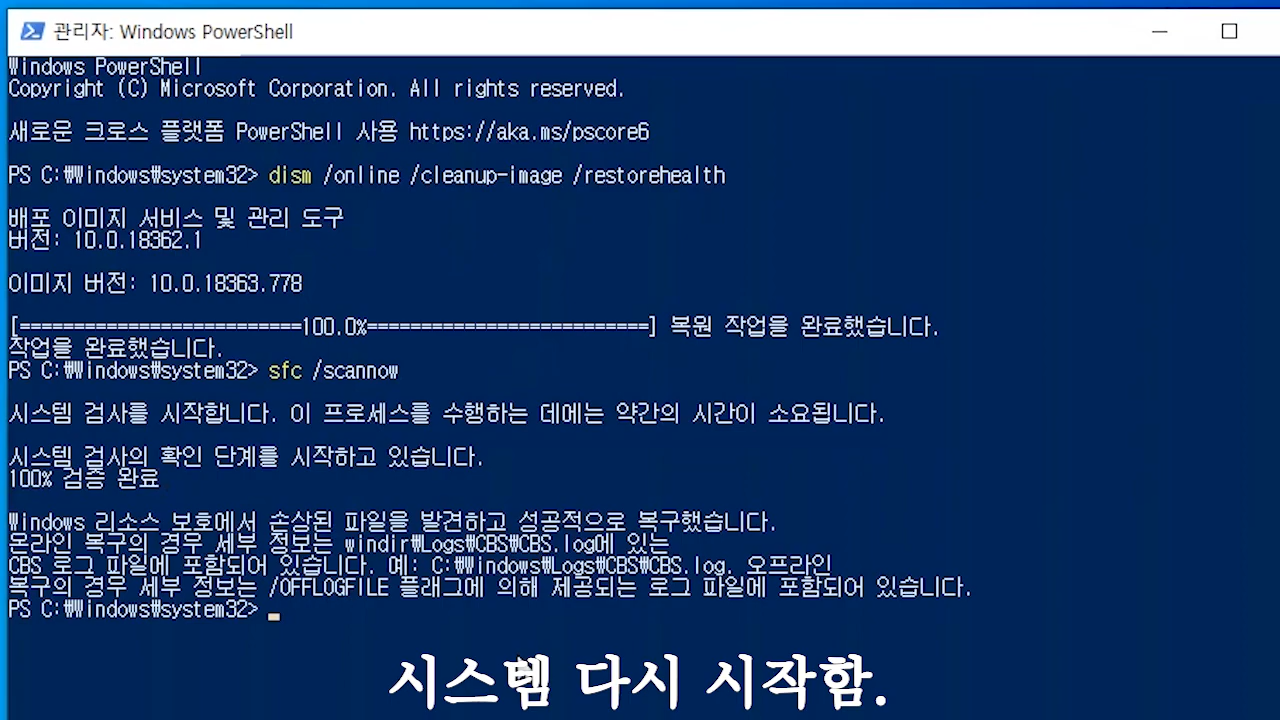 관리자: Windows PowerShell
Windows PowerShell
Copyright (C) Microsoft Corporation. All rights reserved.
새로운 크로스 플랫폼 PowerShell 사용 https://aka.ms/pscore6
PS C:₩Windows₩system32> dism /online /cleanup-image /restorehealth
배포 이미지 서비스 및 관리 도구
버전: 10.0.18362.1
이미지 버전: 10.0.18363.778
[==========================100.0%==========================] 복원 작업을 완료했습니다.
작업을 완료했습니다.
PS C:₩Windows₩system32> sfc /scannow
시스템 검사를 시작합니다. 이 프로세스를 수행하는 데에는 약간의 시간이 소요됩니다.
시스템 검사의 확인 단계를 시작하고 있습니다.
100% 검증 완료
Windows 리소스 보호에서 손상된 파일을 발견하고 성공적으로 복구했습니다.
온라인 복구의 경우 세부 정보는 windir₩Logs₩CBS₩CBS.log에 있는
CBS 로그 파일에 포함되어 있습니다. 예: C:₩Windows₩Logs₩CBS₩CBS.log. 오프라인
복구의 경우 세부 정보는 /OFFLOGFILE 플래그에 의해 제공되는 로그 파일에 포함되어 있습니다.
PS C:₩Windows₩system32>
시스템 다시 시작함.